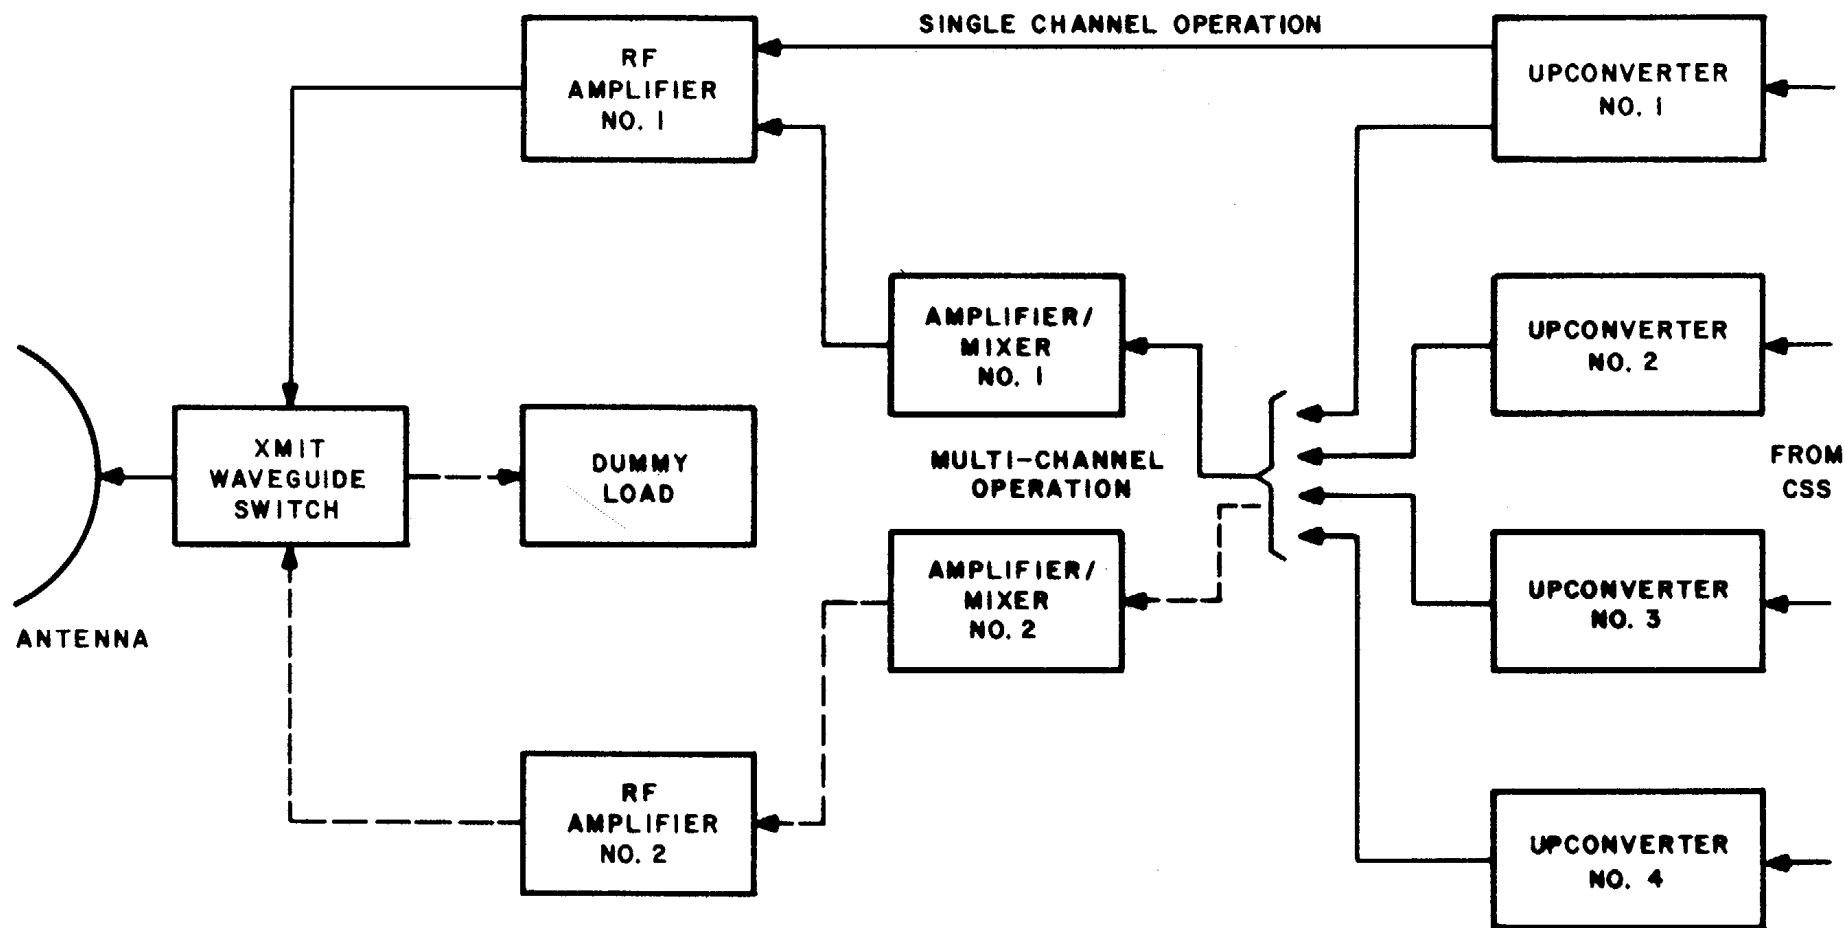 SINGLE CHANNEL OPERATION
RF
AMPLIFIER
NO. 1
UPCONVERTER
NO. 1
AMPLIFIER/
MIXER
NO. 1
UPCONVERTER
NO. 2
XMIT
WAVEGUIDE
SWITCH
DUMMY
LOAD
MULTI-CHANNEL
OPERATION
FROM
CSS
AMPLIFIER/
MIXER
NO. 2
UPCONVERTER
NO. 3
ANTENNA
RF
AMPLIFIER
NO. 2
UPCONVERTER
NO. 4